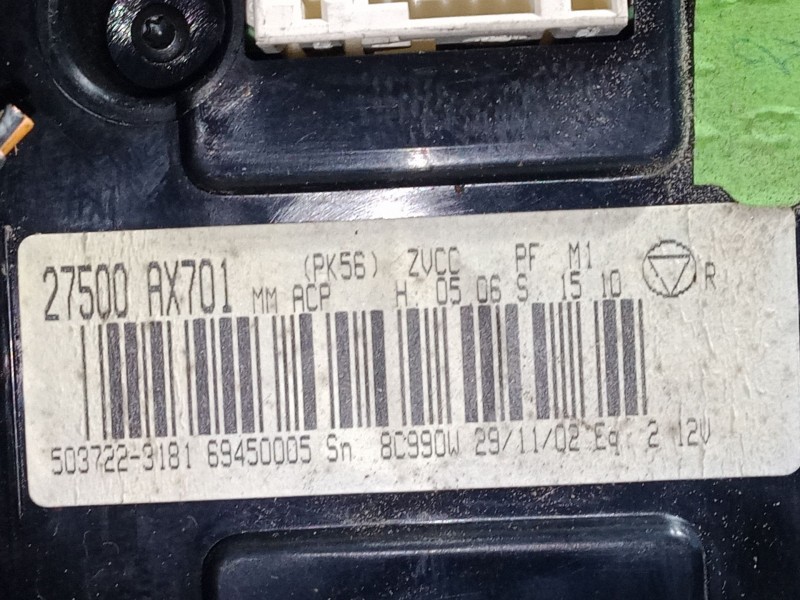 27500 AX701 (PK56) ZVCC PF M1
MM ACP H 05 06 S 15 10 R
503722-3181 69450005 Sn 8C990W 29/11/02 Eq 2 12V